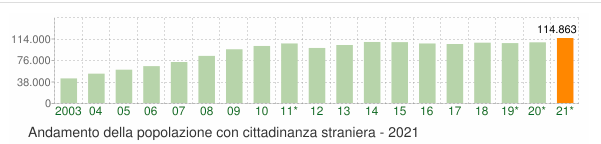 114.863
114.000
76.000
38.000
0
2003 04 05 06 07 08 09 10 11* 12 13 14 15 16 17 18 19* 20* 21*
Andamento della popolazione con cittadinanza straniera - 2021